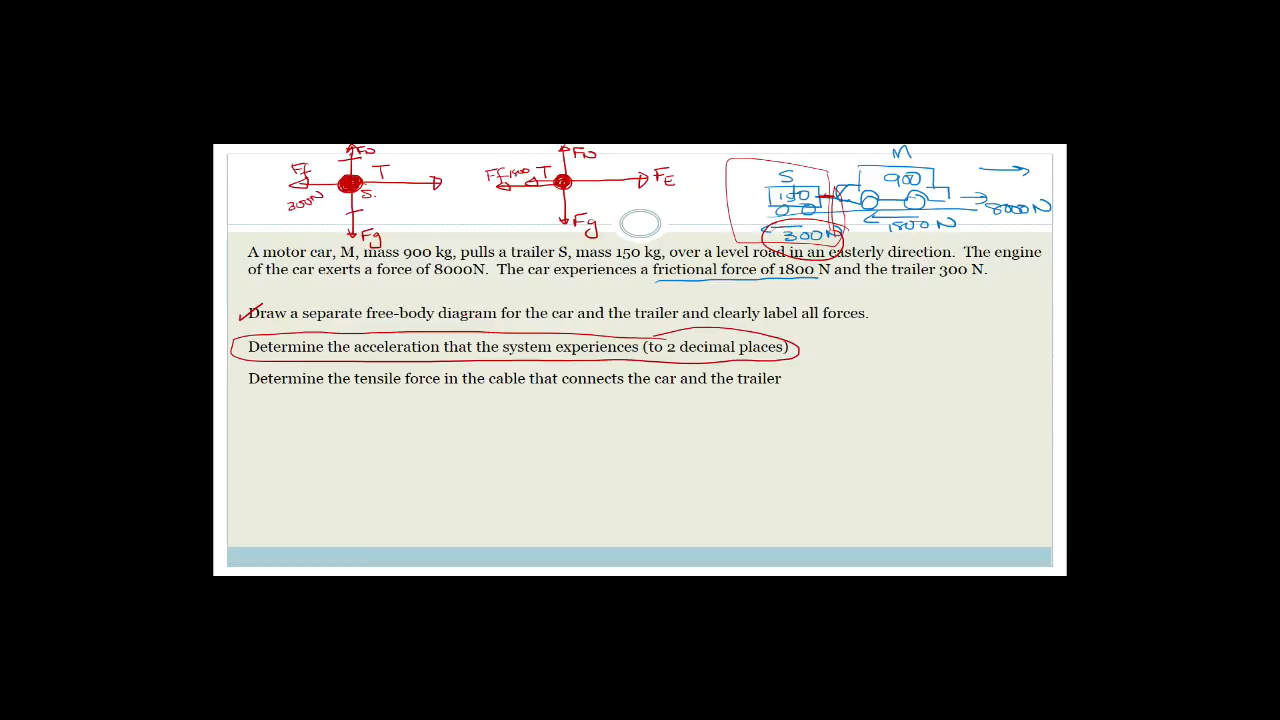 FN
Ff
T
300N
S.
Fg
FN
Ff 1800
T
FE
Fg
M
S
900
150
8000N
1800N
300N
A motor car, M, mass 900 kg, pulls a trailer S, mass 150 kg, over a level road in an easterly direction. The engine
of the car exerts a force of 8000N. The car experiences a frictional force of 1800 N and the trailer 300 N.
Draw a separate free-body diagram for the car and the trailer and clearly label all forces.
Determine the acceleration that the system experiences (to 2 decimal places)
Determine the tensile force in the cable that connects the car and the trailer